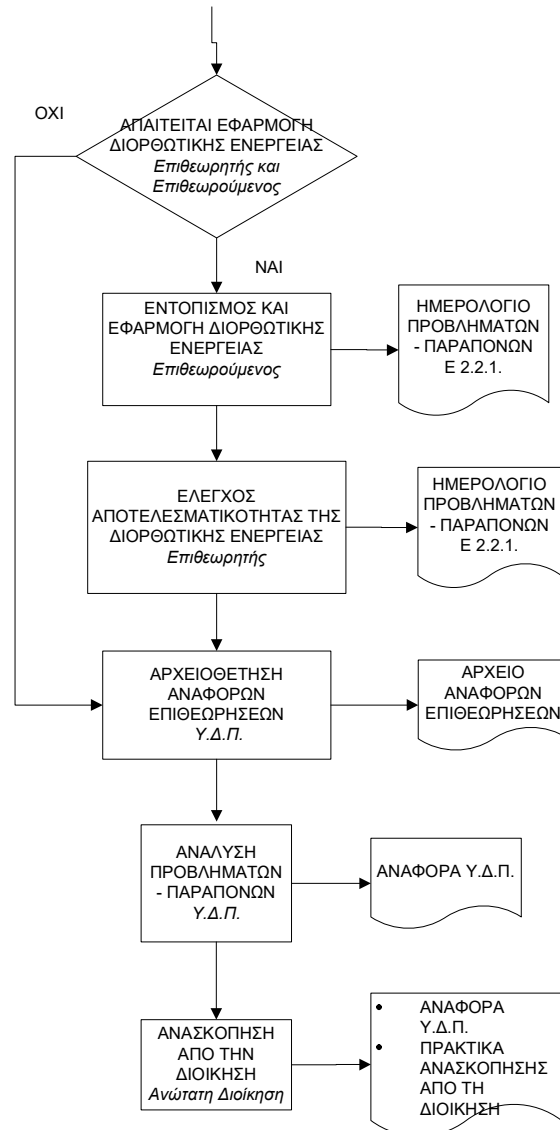 ΟΧΙ
ΑΠΑΙΤΕΙΤΑΙ ΕΦΑΡΜΟΓΗ
ΔΙΟΡΘΩΤΙΚΗΣ ΕΝΕΡΓΕΙΑΣ
Επιθεωρητής και
Επιθεωρούμενος
ΝΑΙ
ΕΝΤΟΠΙΣΜΟΣ ΚΑΙ
ΕΦΑΡΜΟΓΗ ΔΙΟΡΘΩΤΙΚΗΣ
ΕΝΕΡΓΕΙΑΣ
Επιθεωρούμενος
ΗΜΕΡΟΛΟΓΙΟ
ΠΡΟΒΛΗΜΑΤΩΝ
- ΠΑΡΑΠΟΝΩΝ
Ε 2.2.1.
ΕΛΕΓΧΟΣ
ΑΠΟΤΕΛΕΣΜΑΤΙΚΟΤΗΤΑΣ ΤΗΣ
ΔΙΟΡΘΩΤΙΚΗΣ ΕΝΕΡΓΕΙΑΣ
Επιθεωρητής
ΗΜΕΡΟΛΟΓΙΟ
ΠΡΟΒΛΗΜΑΤΩΝ
- ΠΑΡΑΠΟΝΩΝ
Ε 2.2.1.
ΑΡΧΕΙΟΘΕΤΗΣΗ
ΑΝΑΦΟΡΩΝ
ΕΠΙΘΕΩΡΗΣΕΩΝ
Υ.Δ.Π.
ΑΡΧΕΙΟ
ΑΝΑΦΟΡΩΝ
ΕΠΙΘΕΩΡΗΣΕΩΝ
ΑΝΑΛΥΣΗ
ΠΡΟΒΛΗΜΑΤΩΝ
- ΠΑΡΑΠΟΝΩΝ
Υ.Δ.Π.
ΑΝΑΦΟΡΑ Υ.Δ.Π.
ΑΝΑΣΚΟΠΗΣΗ
ΑΠΟ ΤΗΝ
ΔΙΟΙΚΗΣΗ
Ανώτατη Διοίκηση
• ΑΝΑΦΟΡΑ
Υ.Δ.Π.
• ΠΡΑΚΤΙΚΑ
ΑΝΑΣΚΟΠΗΣΗΣ
ΑΠΟ ΤΗ
ΔΙΟΙΚΗΣΗ